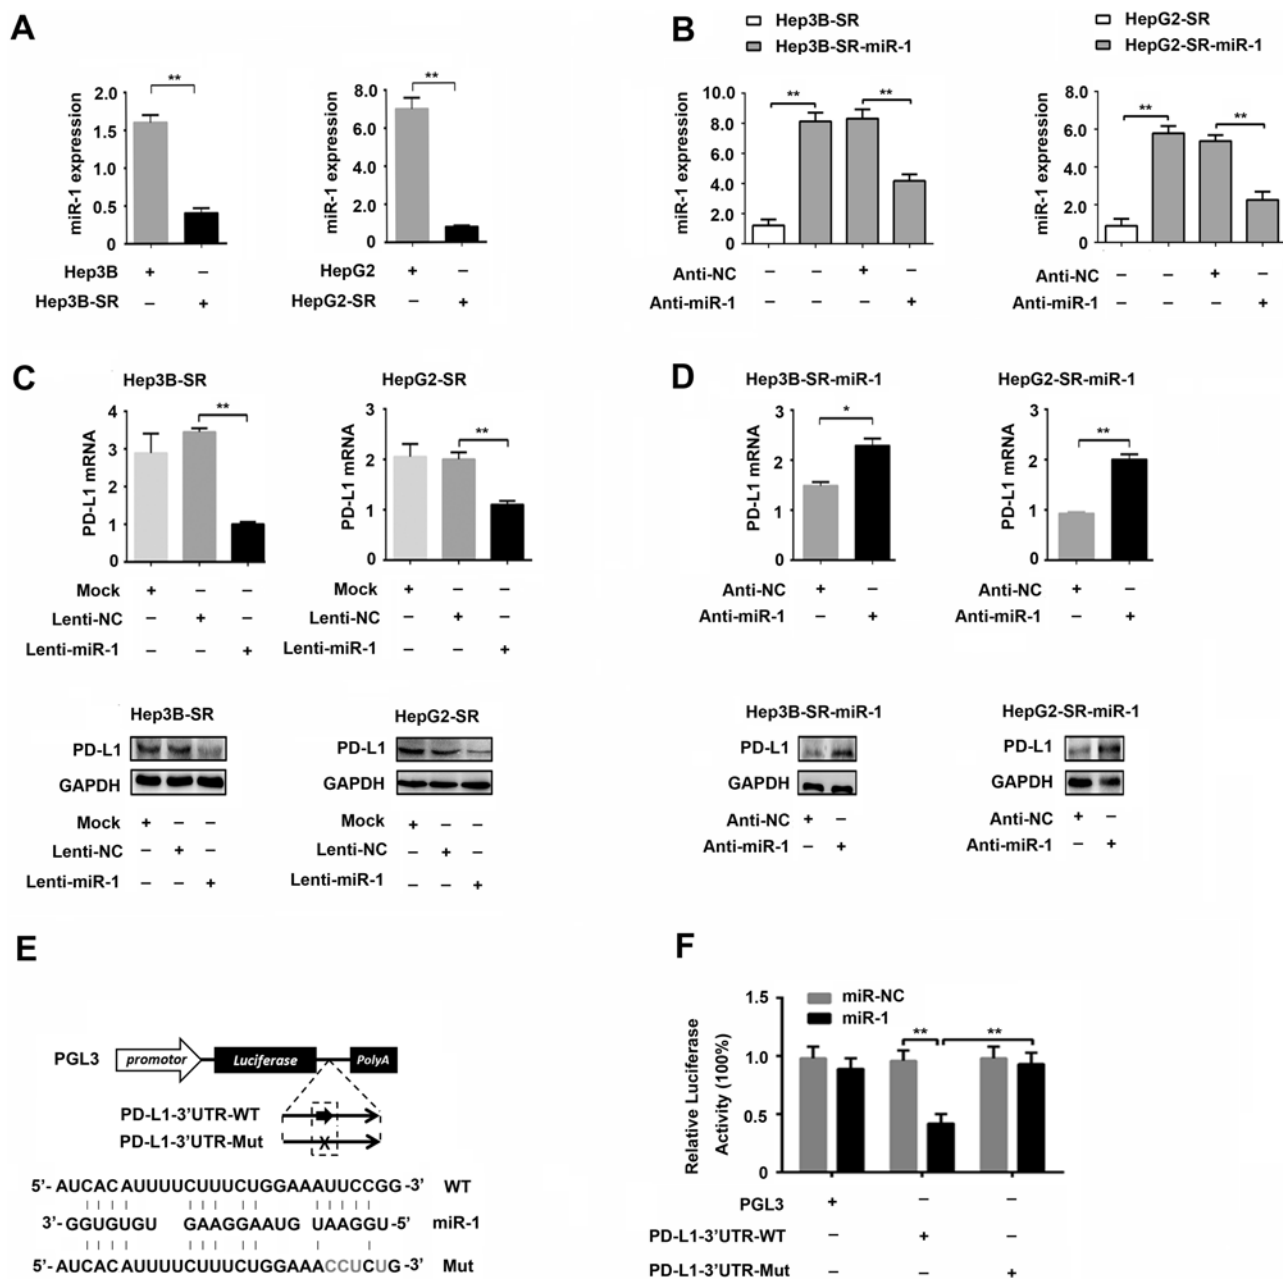 A
miR-1 expression
2.0
1.5
1.0
0.5
0
**
Hep3B + –
Hep3B-SR – +
miR-1 expression
8.0
6.0
4.0
2.0
0
**
HepG2 + –
HepG2-SR – +
B
Hep3B-SR
Hep3B-SR-miR-1
miR-1 expression
10.0
8.0
6.0
4.0
2.0
0
** **
Anti-NC – – + –
Anti-miR-1 – – – +
HepG2-SR
HepG2-SR-miR-1
miR-1 expression
8.0
6.0
4.0
2.0
0
** **
Anti-NC – – + –
Anti-miR-1 – – – +
C
Hep3B-SR
PD-L1 mRNA
4
3
2
1
0
**
Mock + – –
Lenti-NC – + –
Lenti-miR-1 – – +
HepG2-SR
PD-L1 mRNA
3
2
1
0
**
Mock + – –
Lenti-NC – + –
Lenti-miR-1 – – +
Hep3B-SR
PD-L1
GAPDH
Mock + – –
Lenti-NC – + –
Lenti-miR-1 – – +
HepG2-SR
PD-L1
GAPDH
Mock + – –
Lenti-NC – + –
Lenti-miR-1 – – +
D
Hep3B-SR-miR-1
PD-L1 mRNA
3
2
1
0
*
Anti-NC + –
Anti-miR-1 – +
HepG2-SR-miR-1
PD-L1 mRNA
3
2
1
0
**
Anti-NC + –
Anti-miR-1 – +
Hep3B-SR-miR-1
PD-L1
GAPDH
Anti-NC + –
Anti-miR-1 – +
HepG2-SR-miR-1
PD-L1
GAPDH
Anti-NC + –
Anti-miR-1 – +
E
PGL3 promotor Luciferase PolyA
PD-L1-3'UTR-WT
PD-L1-3'UTR-Mut X
5'- AUCACAUUUUCUUUCUGGAAAUUCCGG -3' WT
3'- GGUGUGU GAAGGAAUG UAAGGU -5' miR-1
5'- AUCACAUUUUCUUUCUGGAAACCUCUG -3' Mut
F
miR-NC
miR-1
Relative Luciferase
Activity (100%)
1.5
1.0
0.5
0
** **
PGL3 + – –
PD-L1-3'UTR-WT – + –
PD-L1-3'UTR-Mut – – +